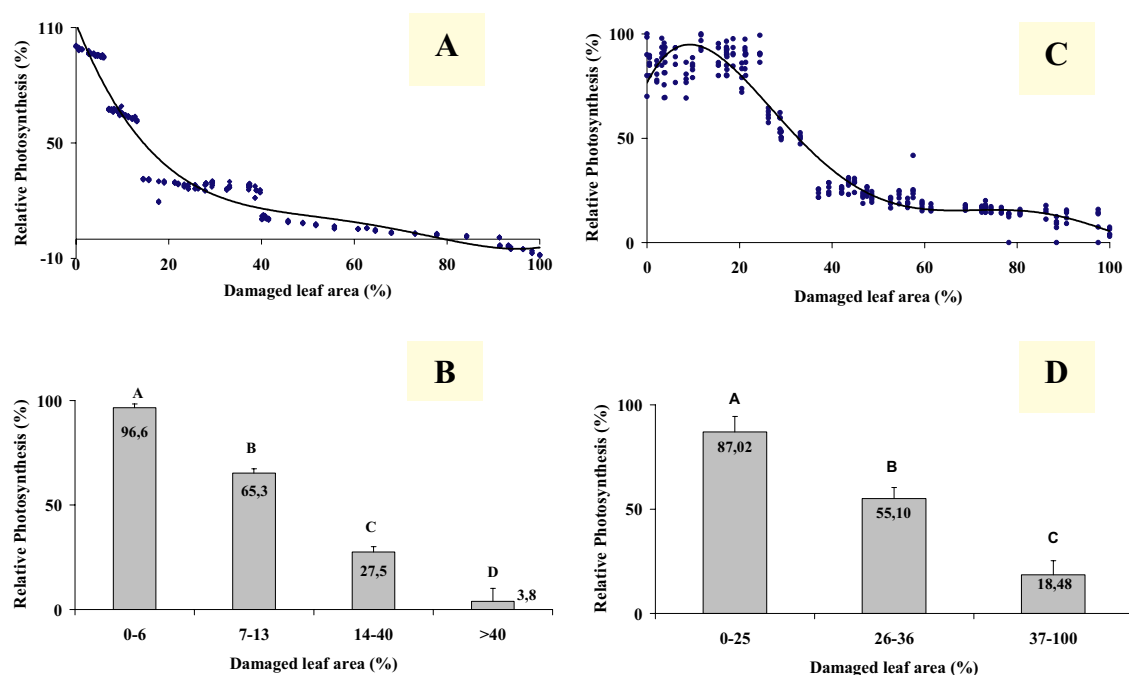 A
Relative Photosynthesis (%)
110
50
-10
0 20 40 60 80 100
Damaged leaf area (%)
C
Relative Photosynthesis (%)
100
50
0
0 20 40 60 80 100
Damaged leaf area (%)
B
Relative Photosynthesis (%)
100
50
0
A
96,6
B
65,3
C
27,5
D
3,8
0-6 7-13 14-40 >40
Damaged leaf area (%)
D
Relative Photosynthesis (%)
100
50
0
A
87,02
B
55,10
C
18,48
0-25 26-36 37-100
Damaged leaf area (%)